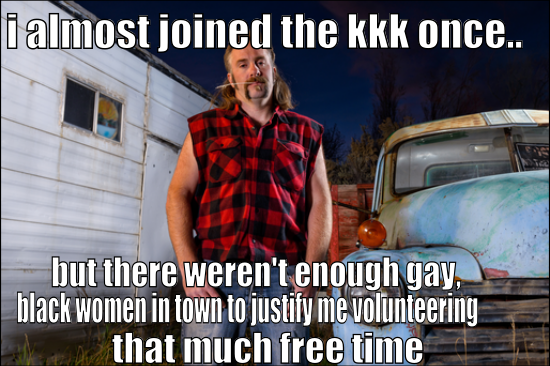 i almost joined the kkk once..
but there weren't enough gay,
black women in town to justify me volunteering
that much free time